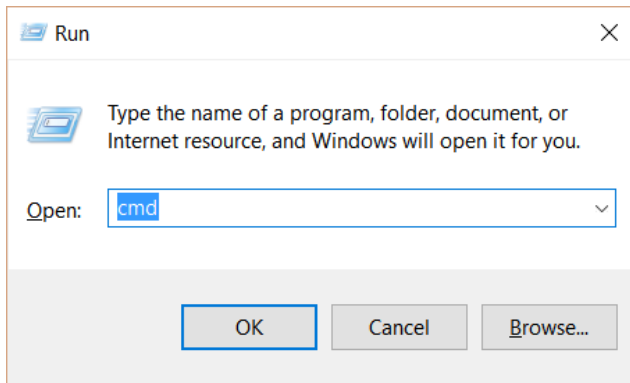 Run
Type the name of a program, folder, document, or
Internet resource, and Windows will open it for you.
Open: cmd
OK Cancel Browse...